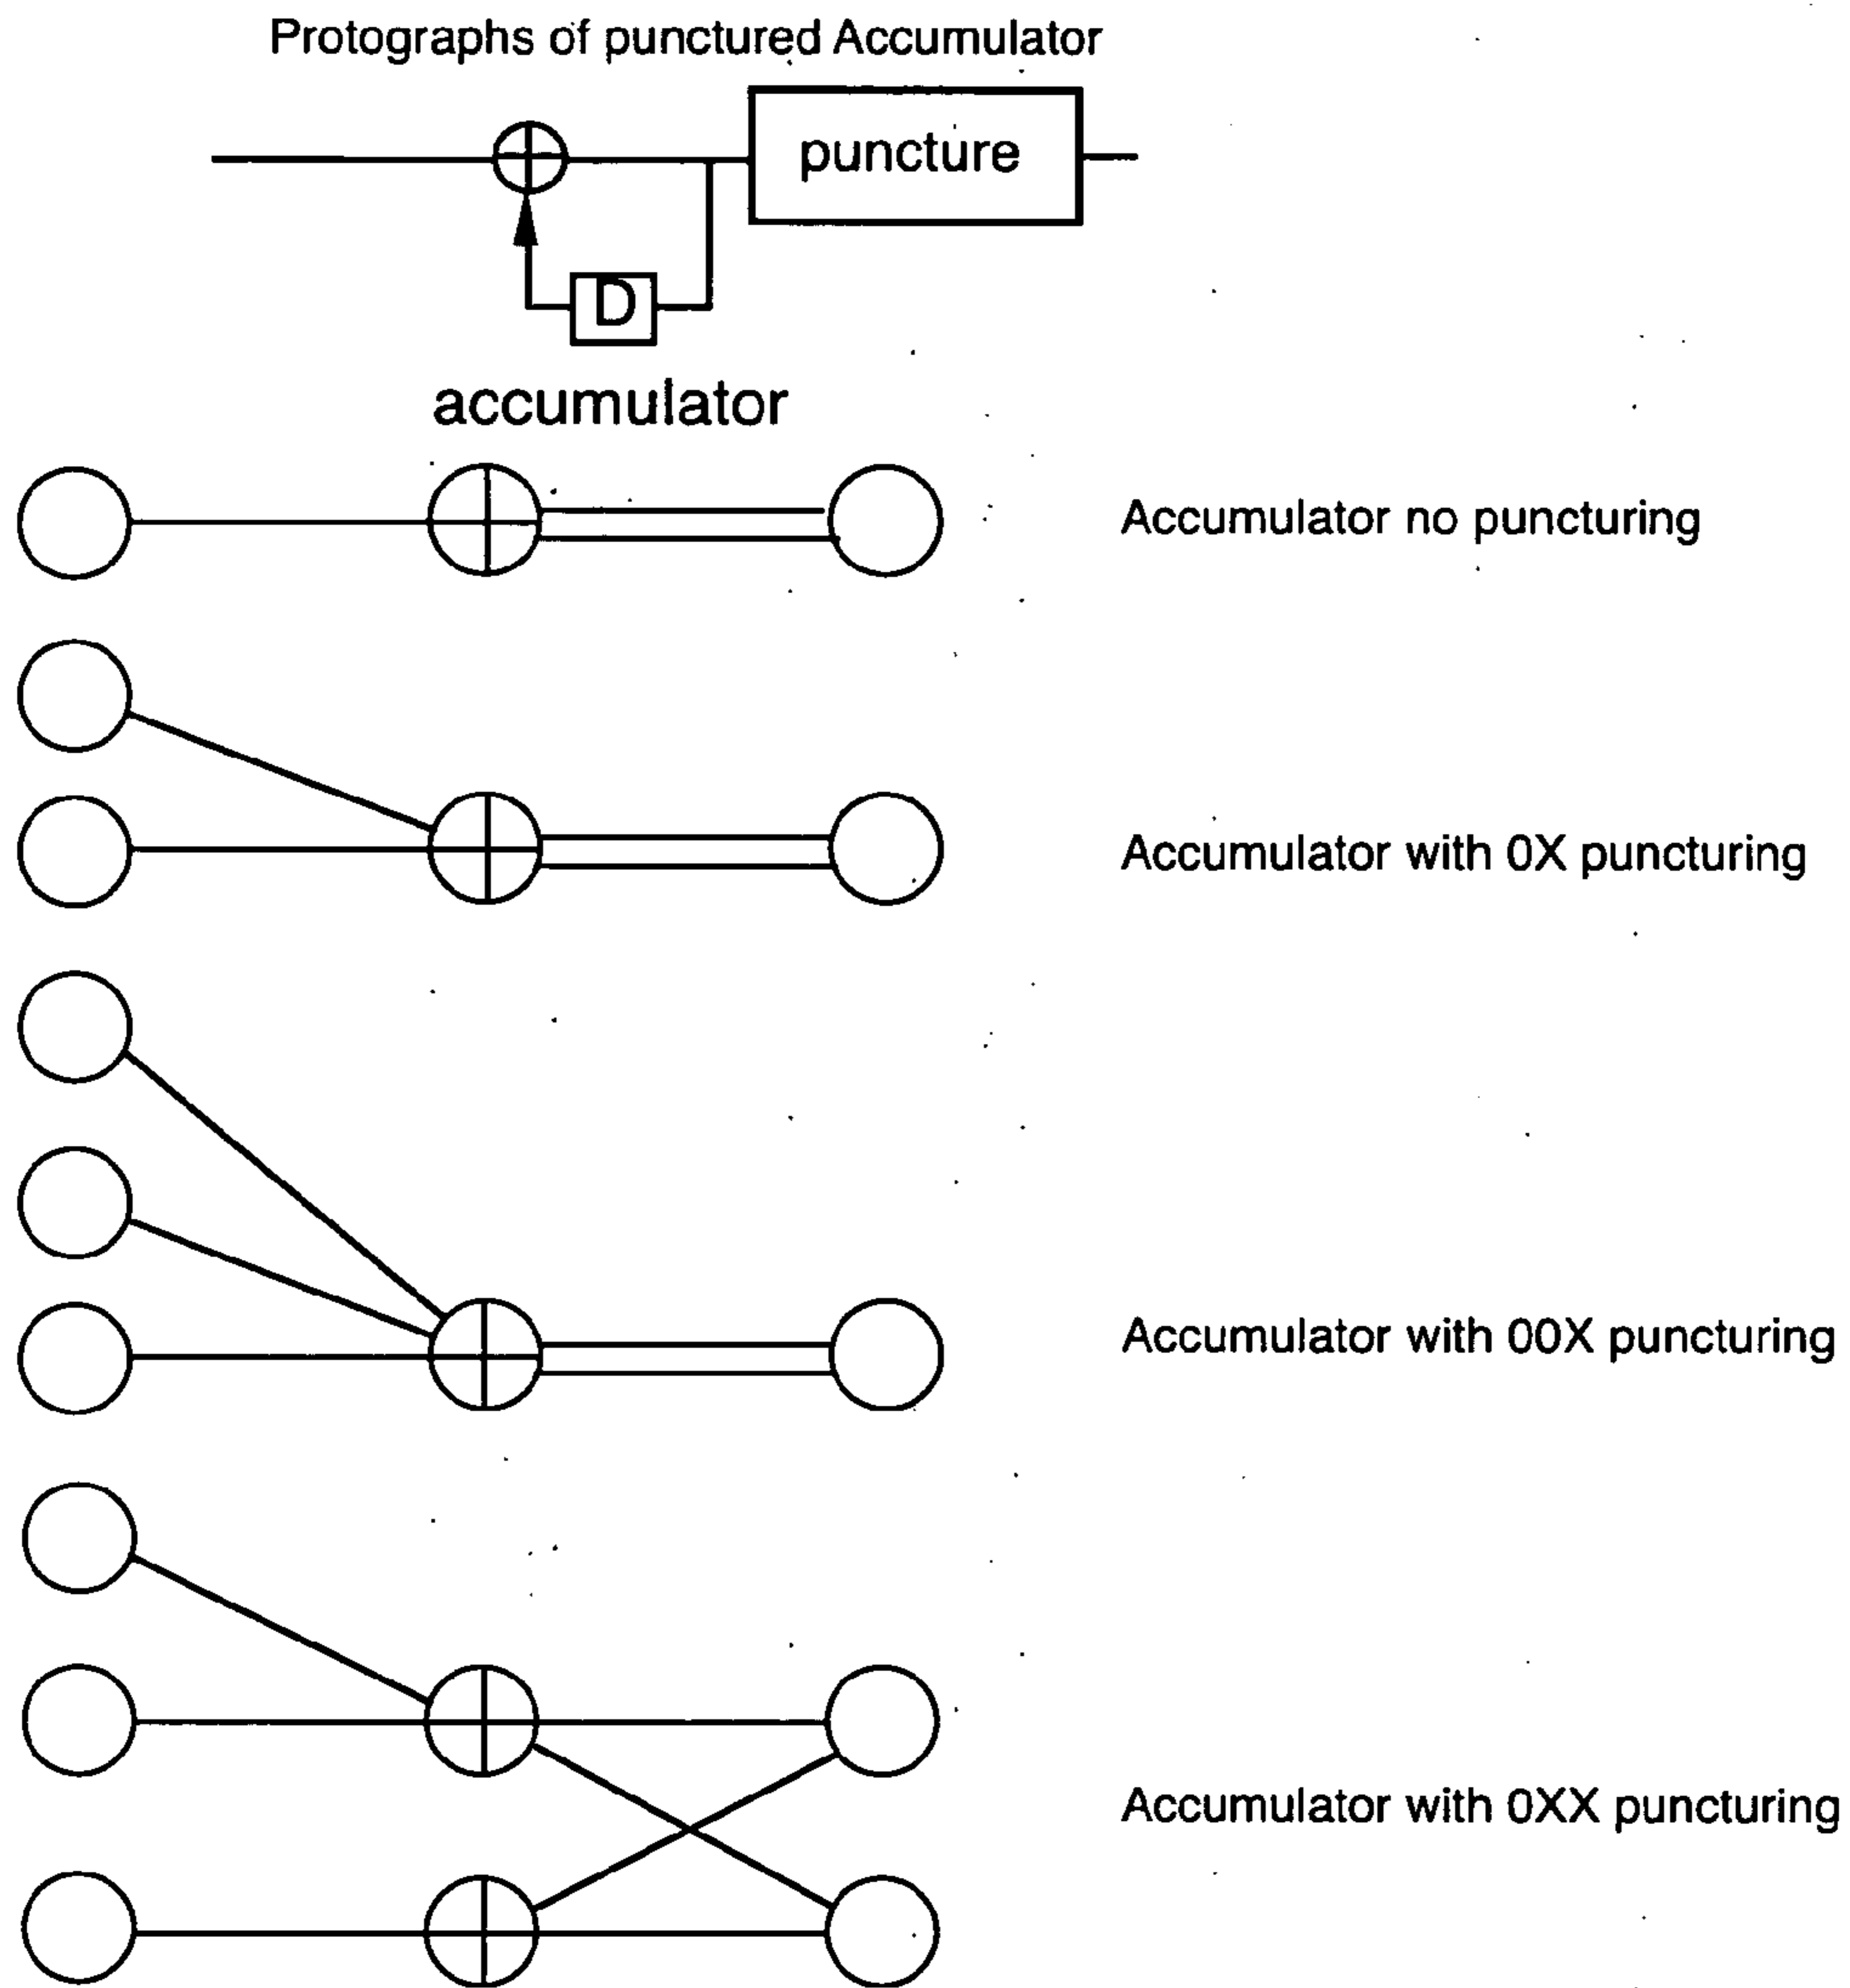 Protographs of punctured Accumulator
puncture
D
accumulator
Accumulator no puncturing
Accumulator with 0X puncturing
Accumulator with 00X puncturing
Accumulator with 0XX puncturing